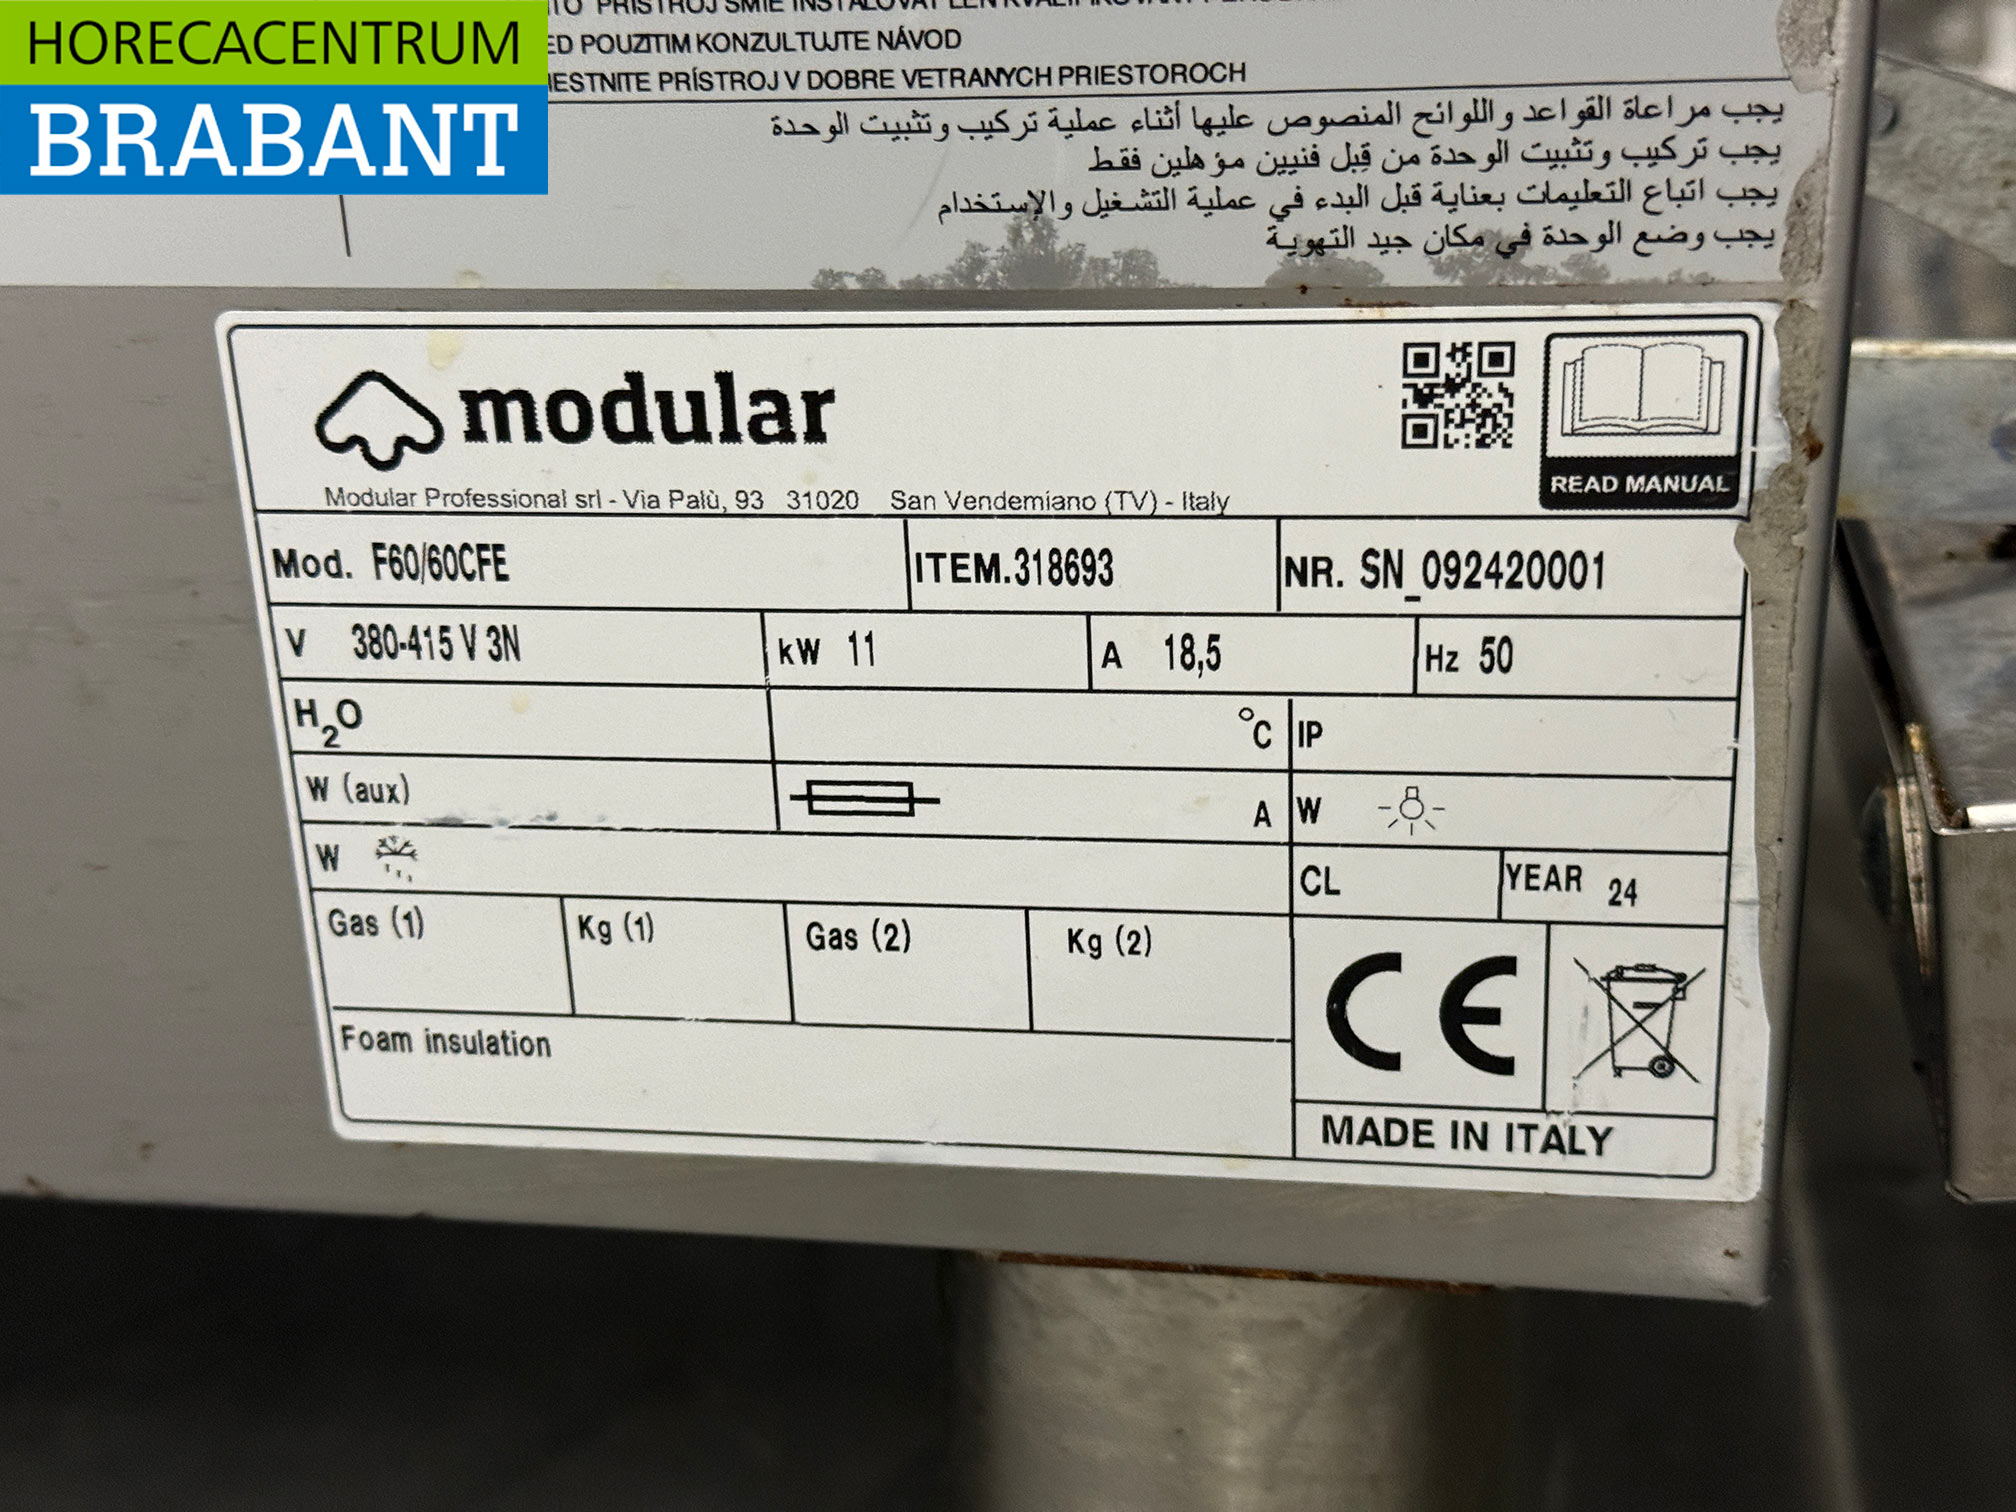 HORECACENTRUM
BRABANT
PRÍSTROJ SMIE INŠTALOVAŤ LEN
POUZITIM KONZULTUJTE NÁVOD
PRÍSTROJ V DOBRE VETRANYCH PRIESTOROCH
يجب مراعاة القواعد واللوائح المنصوص عليها أثناء عملية تركيب وتثبيت الوحدة
يجب تركيب وتثبيت الوحدة من قِبل فنيين مؤهلين فقط
يجب اتباع التعليمات بعناية قبل البدء في عملية التشغيل والإستخدام
يجب وضع الوحدة في مكان جيد التهوية
modular
READ MANUAL
Modular Professional srl - Via Palù, 93 31020 San Vendemiano (TV) - Italy
Mod. F60/60CFE ITEM.318693 NR. SN_092420001
V 380-415 V 3N kW 11 A 18,5 Hz 50
H2O °C IP
W (aux) A W
W CL YEAR 24
Gas (1) Kg (1) Gas (2) Kg (2)
CE
Foam insulation
MADE IN ITALY